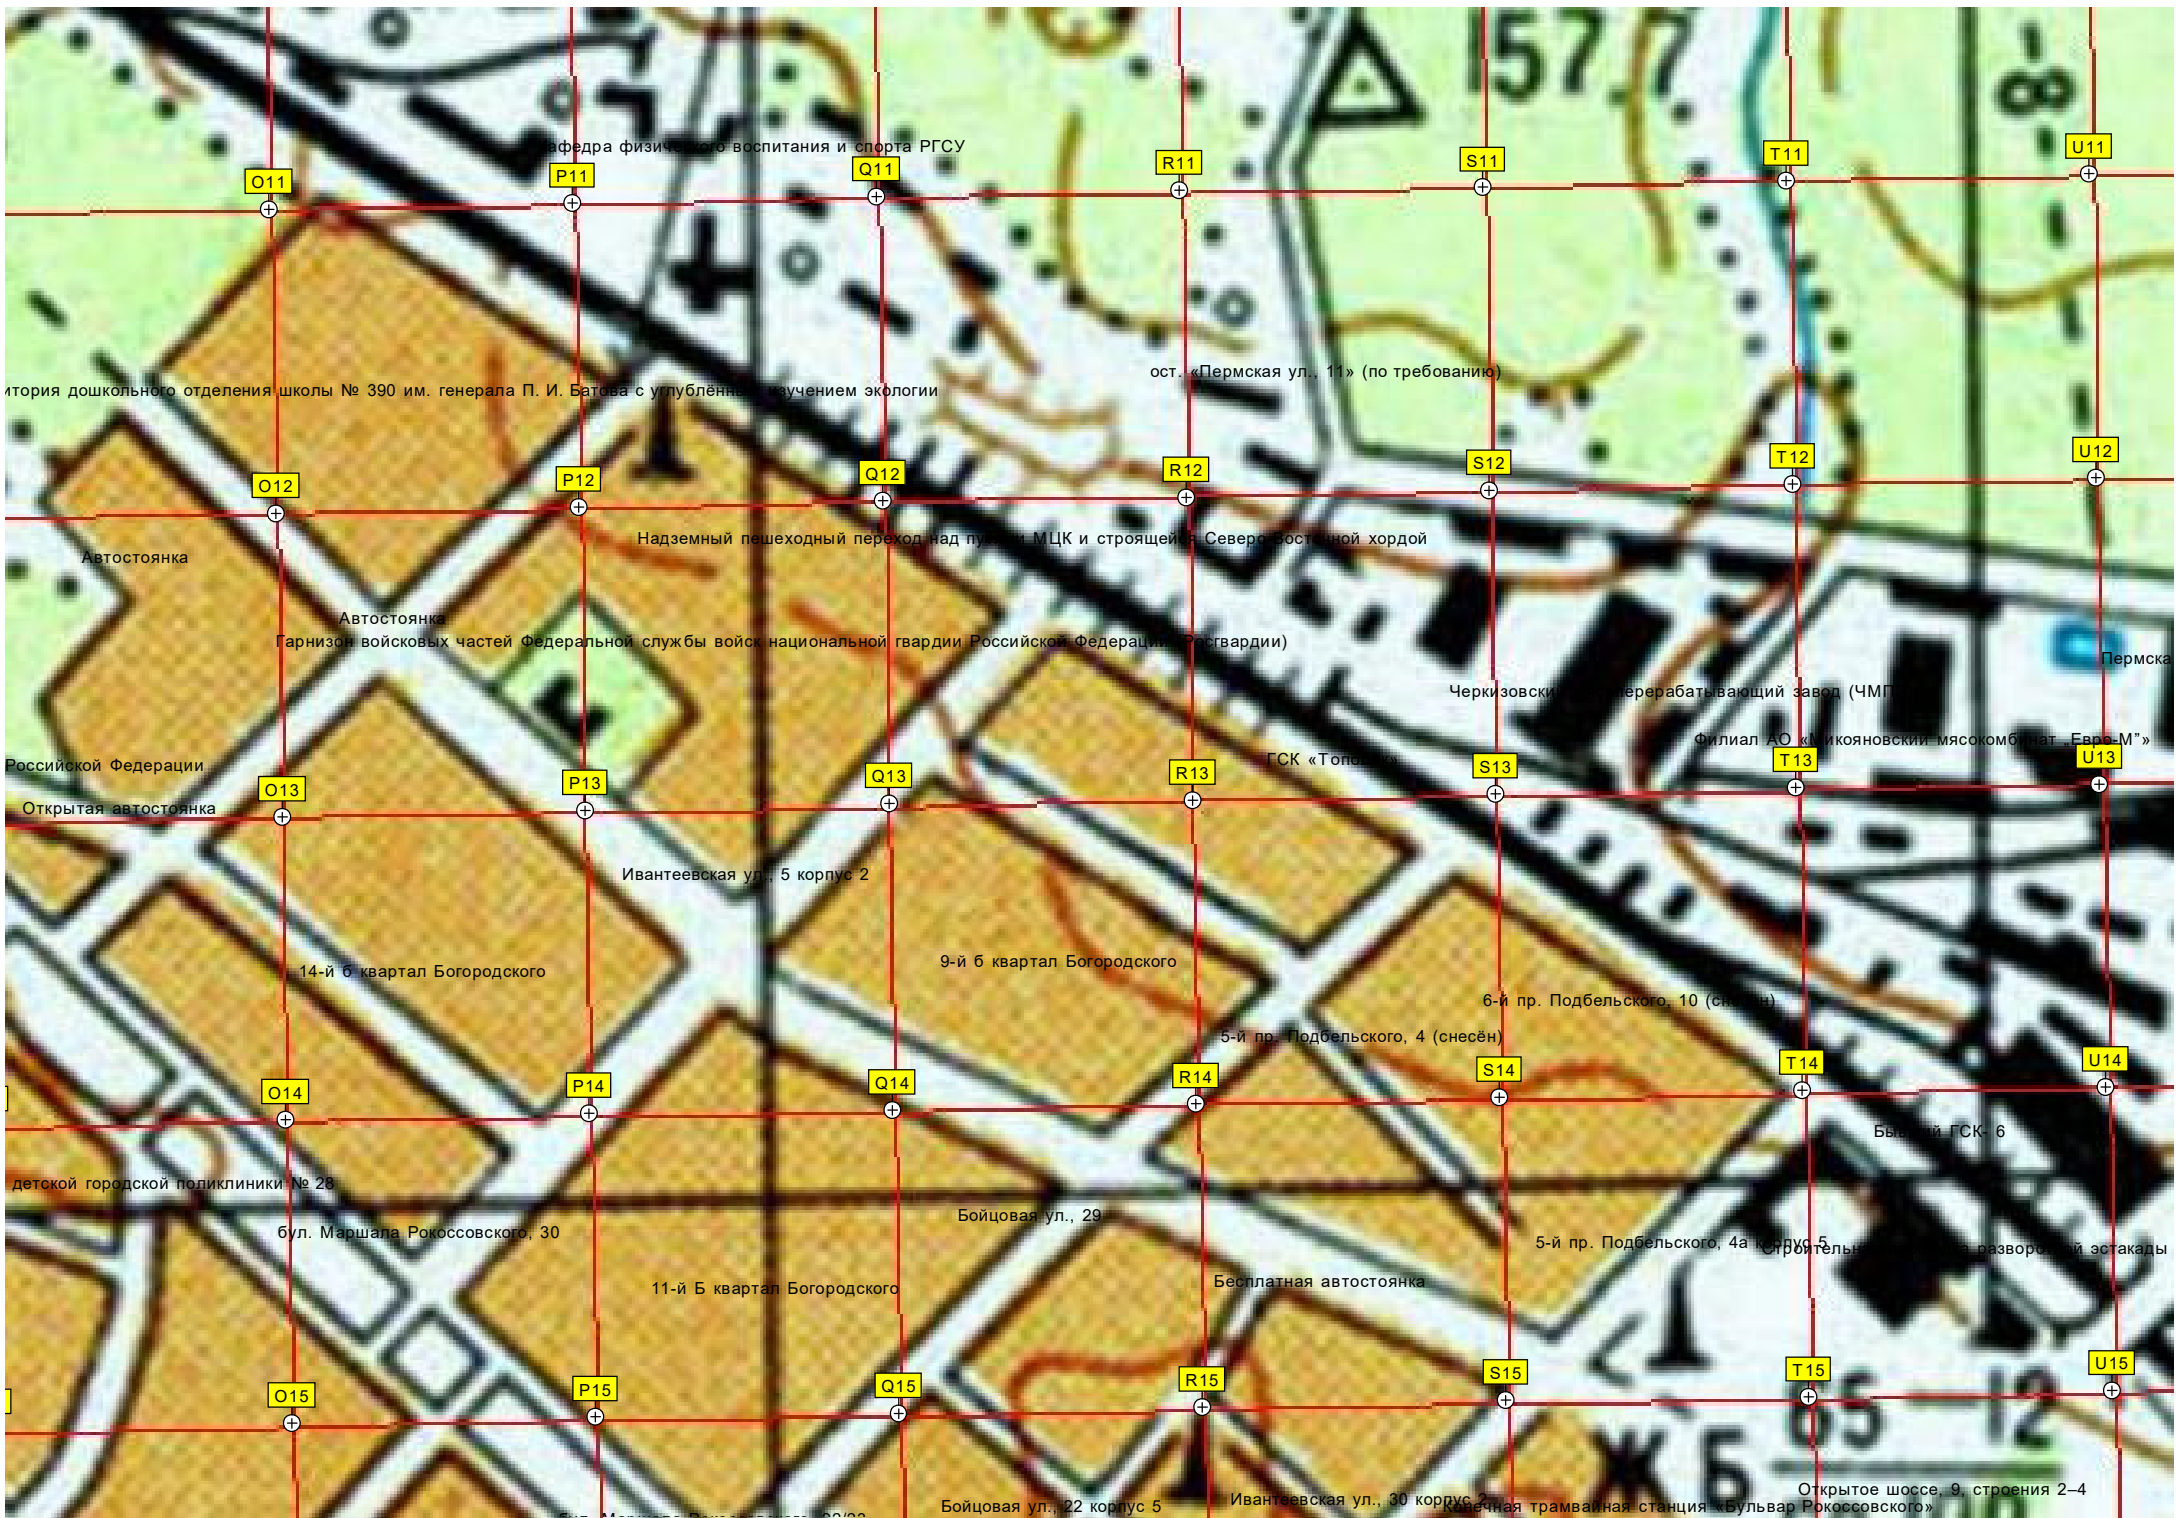 157,7
8
Кафедра физического воспитания и спорта РГСУ
O11 P11 Q11 R11 S11 T11 U11
ост. «Пермская ул., 11» (по требованию)
итория дошкольного отделения школы № 390 им. генерала П. И. Батова с углублённым изучением экологии
O12 P12 Q12 R12 S12 T12 U12
Надземный пешеходный переход над путями МЦК и строящейся Северо-Восточной хордой
Автостоянка
Автостоянка
Гарнизон войсковых частей Федеральной службы войск национальной гвардии Российской Федерации (Росгвардии)
Пермска
Черкизовский мясоперерабатывающий завод (ЧМП
Филиал АО «Микояновский мясокомбинат „Евро-М”»
ГСК «Тополь»
Российской Федерации
O13 P13 Q13 R13 S13 T13 U13
Открытая автостоянка
Ивантеевская ул., 5 корпус 2
9-й б квартал Богородского
14-й б квартал Богородского
6-й пр. Подбельского, 10 (снесён)
5-й пр. Подбельского, 4 (снесён)
O14 P14 Q14 R14 S14 T14 U14
Бывший ГСК- 6
детской городской поликлиники № 28
Бойцовая ул., 29
бул. Маршала Рокоссовского, 30
5-й пр. Подбельского, 4а корпус 5
разворотной эстакады
Бесплатная автостоянка
11-й Б квартал Богородского
O15 P15 Q15 R15 S15 T15 U15
ЖБ 65 12
Открытое шоссе, 9, строения 2–4
Ивантеевская ул., 30 корпус 2
Бойцовая ул., 22 корпус 5
Конечная трамвайная станция «Бульвар Рокоссовского»